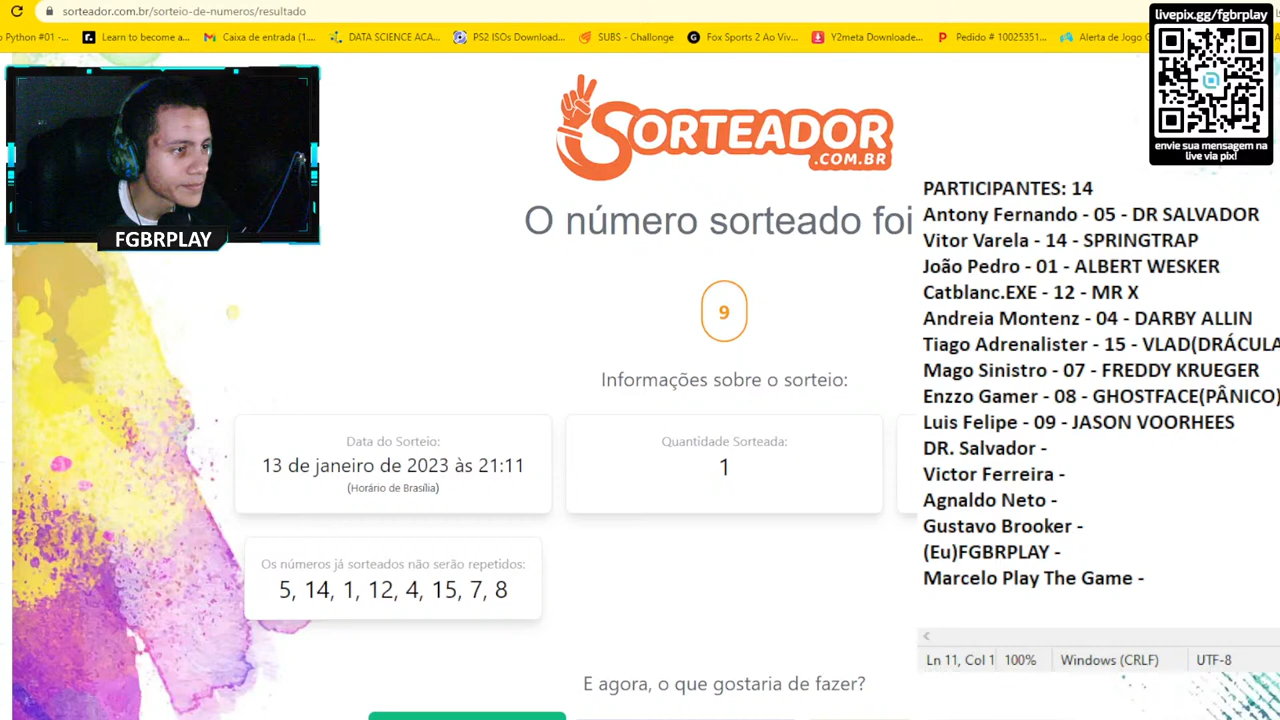 sorteador.com.br/sorteio-de-numeros/resultado
Python #01 -...
Learn to become a...
Caixa de entrada (1....
DATA SCIENCE ACA...
PS2 ISOs Download...
SUBS - Challonge
Fox Sports 2 Ao Viv...
Y2meta Downloade...
Pedido # 10025351...
Alerta de Jogo
livepix.gg/fgbrplay
envie sua mensagem na
live via pix!
FGBRPLAY
SORTEADOR
.COM.BR
O número sorteado foi
9
Informações sobre o sorteio:
Data do Sorteio:
13 de janeiro de 2023 às 21:11
(Horário de Brasília)
Quantidade Sorteada:
1
Os números já sorteados não serão repetidos:
5, 14, 1, 12, 4, 15, 7, 8
E agora, o que gostaria de fazer?
PARTICIPANTES: 14
Antony Fernando - 05 - DR SALVADOR
Vitor Varela - 14 - SPRINGTRAP
João Pedro - 01 - ALBERT WESKER
Catblanc.EXE - 12 - MR X
Andreia Montenz - 04 - DARBY ALLIN
Tiago Adrenalister - 15 - VLAD(DRÁCULA
Mago Sinistro - 07 - FREDDY KRUEGER
Enzzo Gamer - 08 - GHOSTFACE(PÂNICO)
Luis Felipe - 09 - JASON VOORHEES
DR. Salvador -
Victor Ferreira -
Agnaldo Neto -
Gustavo Brooker -
(Eu)FGBRPLAY -
Marcelo Play The Game -
Ln 11, Col 1
100%
Windows (CRLF)
UTF-8